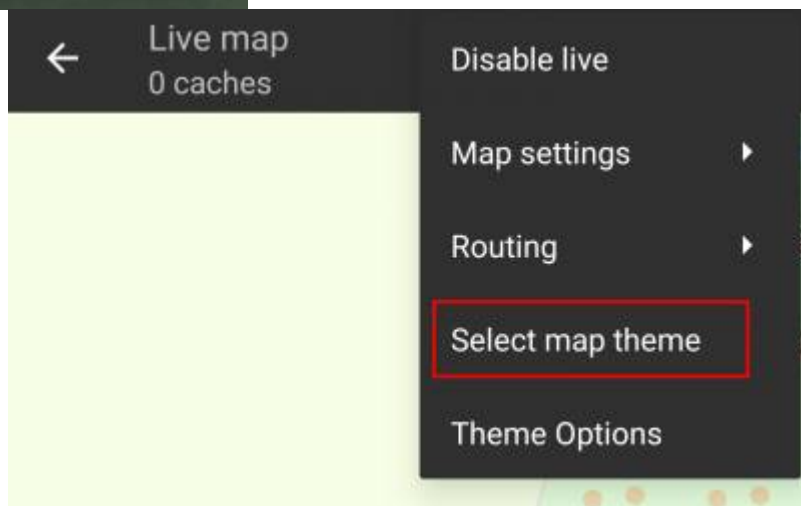 Live map
0 caches
Disable live
Map settings
Routing
Select map theme
Theme Options